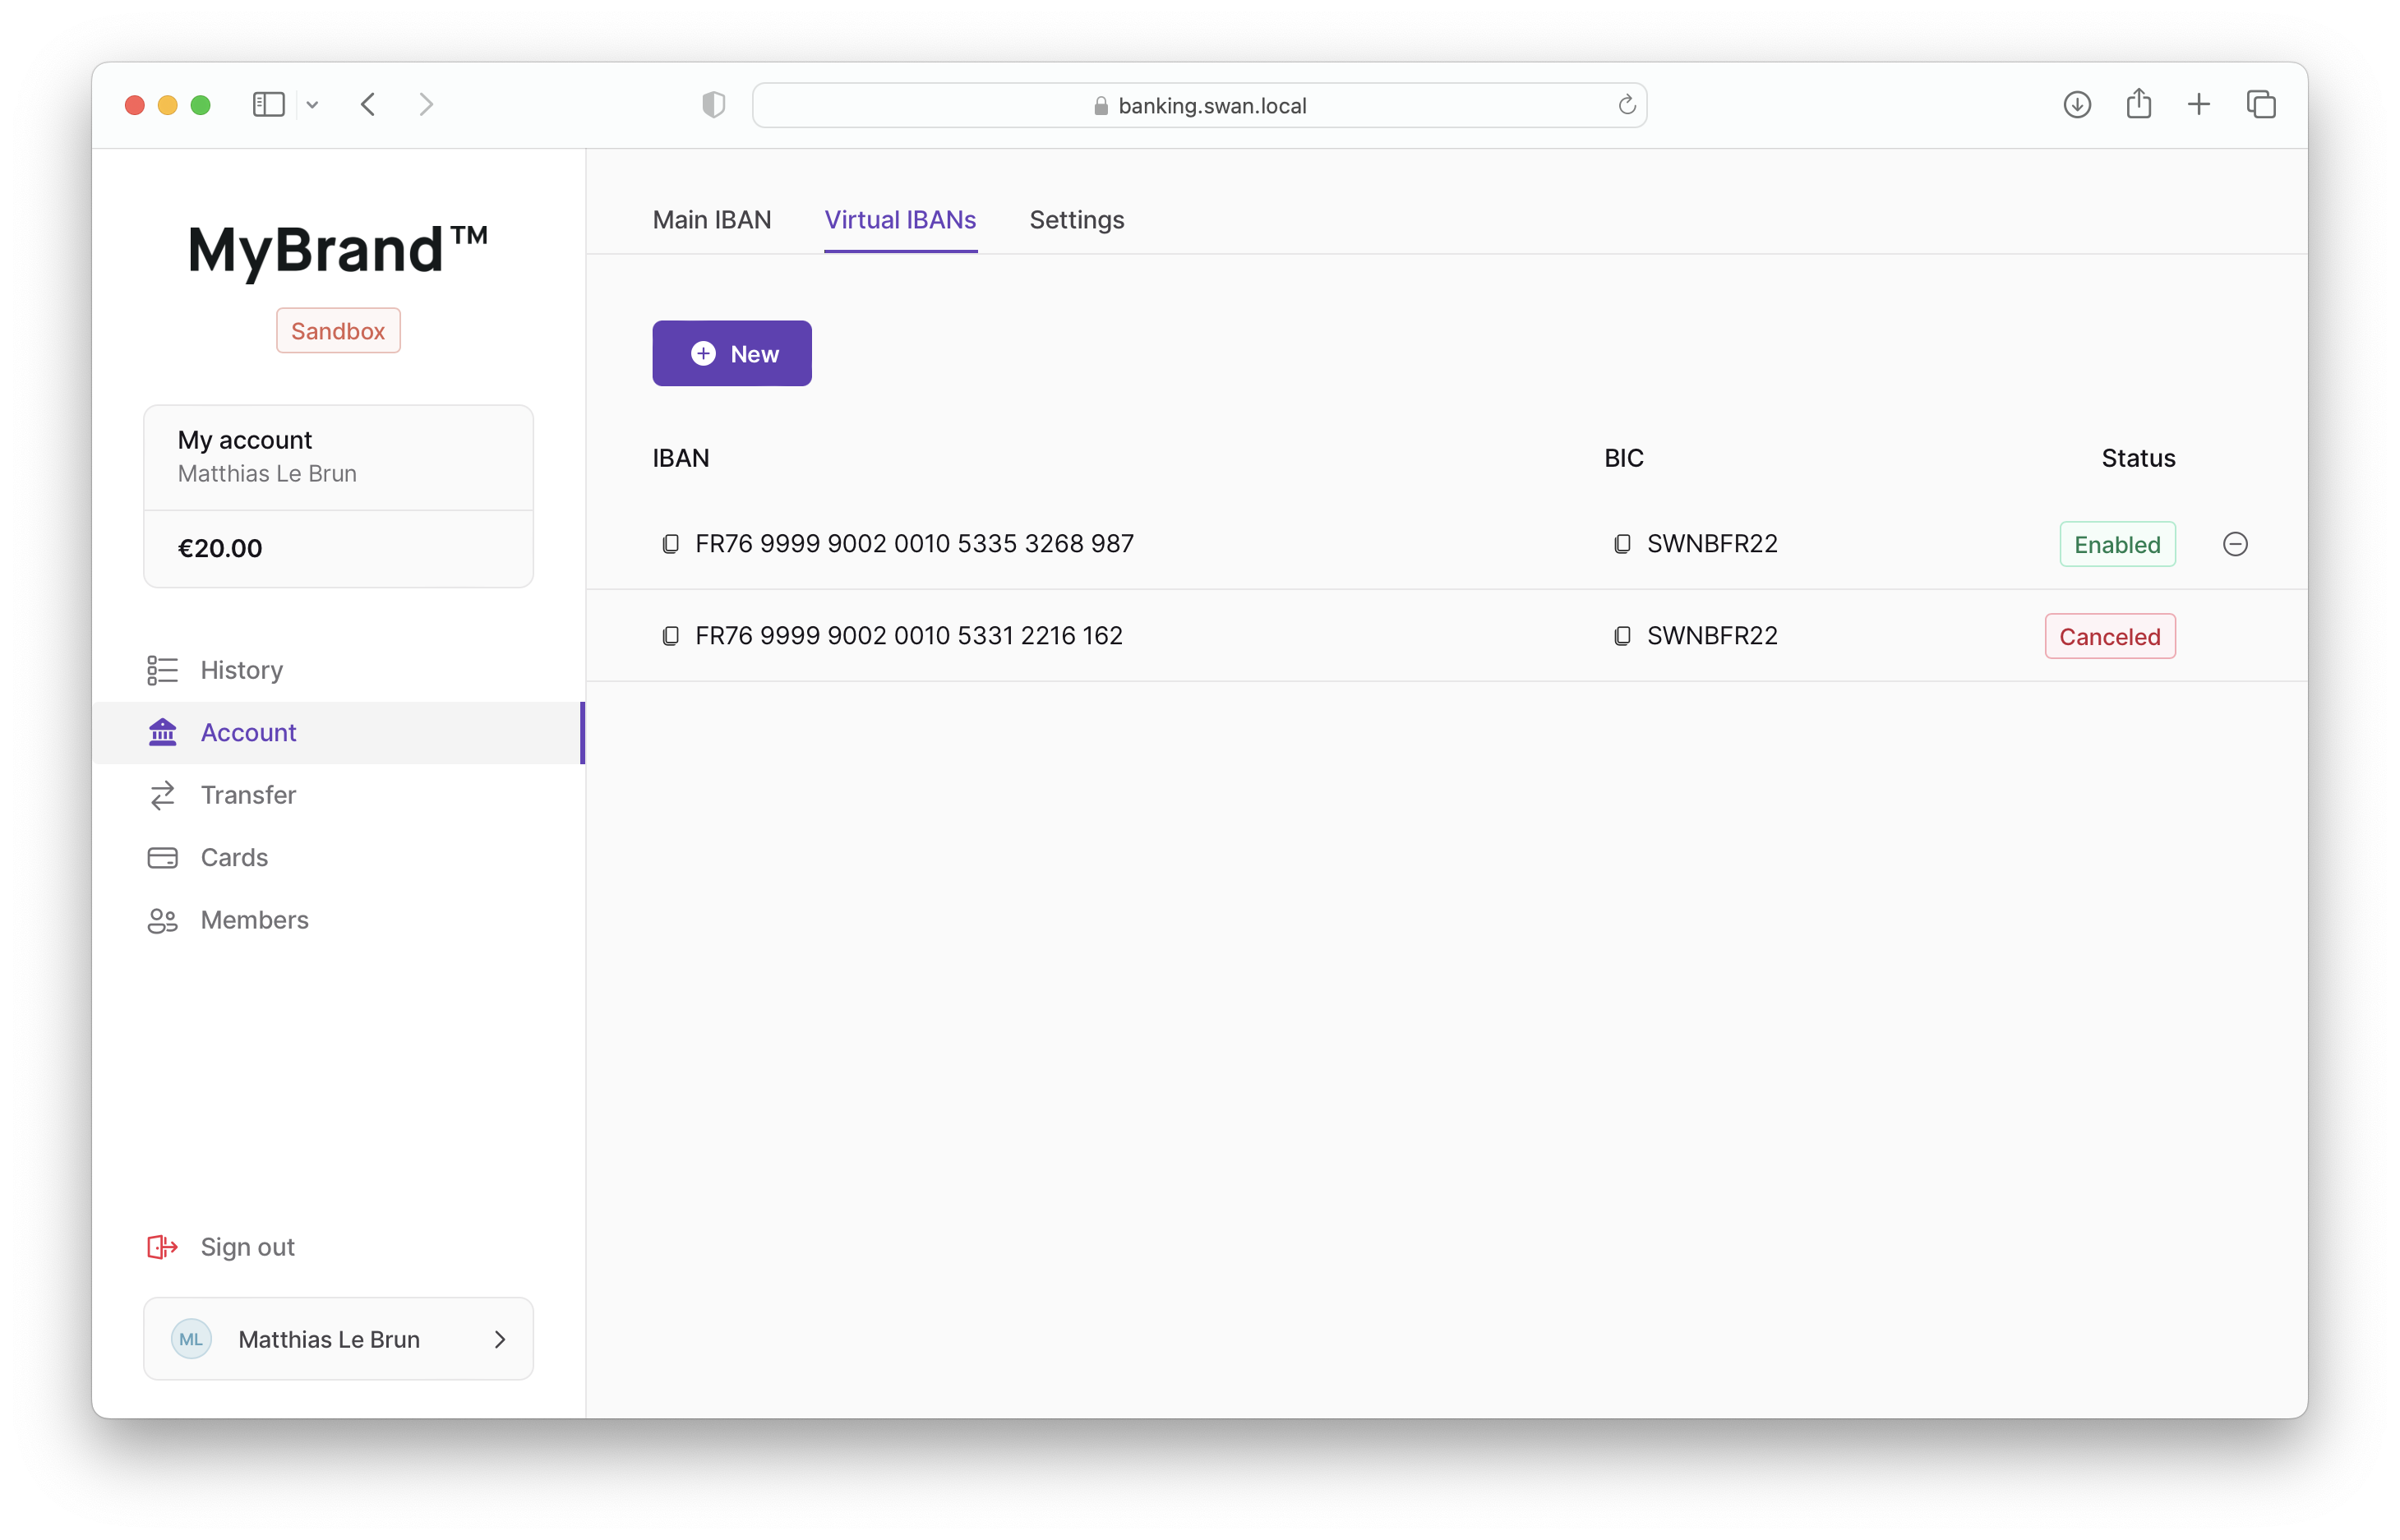 banking.swan.local
MyBrand™
Sandbox
My account
Matthias Le Brun
€20.00
History
Account
Transfer
Cards
Members
Sign out
ML Matthias Le Brun
Main IBAN Virtual IBANs Settings
New
IBAN BIC Status
FR76 9999 9002 0010 5335 3268 987 SWNBFR22 Enabled
FR76 9999 9002 0010 5331 2216 162 SWNBFR22 Canceled